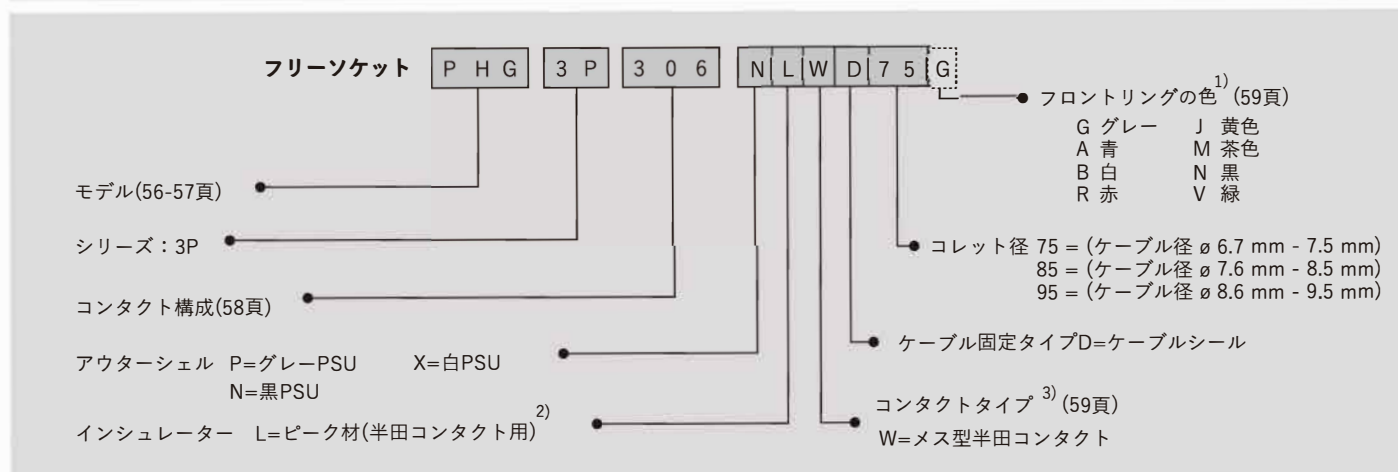 フリーソケット PHG 3P 306 NLWD75G
フロントリングの色1) (59頁)
G グレー J 黄色
A 青 M 茶色
B 白 N 黒
R 赤 V 緑
モデル(56-57頁)
シリーズ：3P
コレット径 75 = (ケーブル径 ø 6.7 mm - 7.5 mm)
85 = (ケーブル径 ø 7.6 mm - 8.5 mm)
95 = (ケーブル径 ø 8.6 mm - 9.5 mm)
コンタクト構成(58頁)
ケーブル固定タイプD=ケーブルシール
アウターシェル P=グレーPSU X=白PSU
N=黒PSU
コンタクトタイプ 3) (59頁)
W=メス型半田コンタクト
インシュレーター L=ピーク材(半田コンタクト用)2)